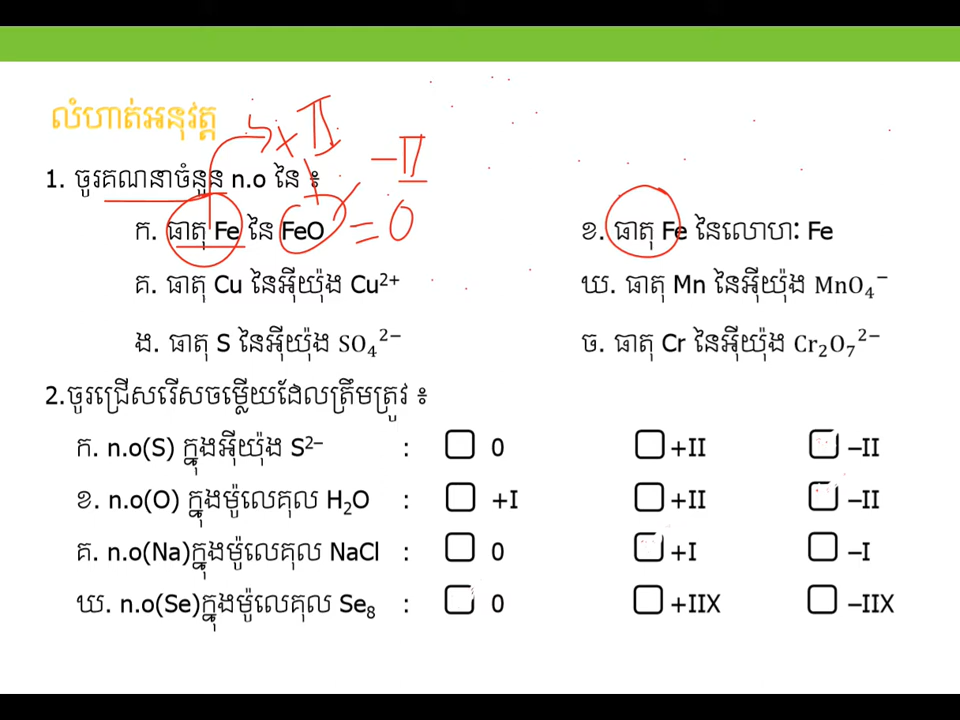 លំហាត់អនុវត្ត
1. ចូរគណនាចំនួន n.o នៃ ៖
x II
-II
ក. ធាតុ Fe នៃ FeO = 0
ខ. ធាតុ Fe នៃលោហៈ Fe
គ. ធាតុ Cu នៃអ៊ីយ៉ុង Cu²⁺
ឃ. ធាតុ Mn នៃអ៊ីយ៉ុង MnO₄⁻
ង. ធាតុ S នៃអ៊ីយ៉ុង SO₄²⁻
ច. ធាតុ Cr នៃអ៊ីយ៉ុង Cr₂O₇²⁻
2.ចូរជ្រើសរើសចម្លើយដែលត្រឹមត្រូវ ៖
ក. n.o(S) ក្នុងអ៊ីយ៉ុង S²⁻ : 0 +II –II
ខ. n.o(O) ក្នុងម៉ូលេគុល H₂O : +I +II –II
គ. n.o(Na)ក្នុងម៉ូលេគុល NaCl : 0 +I –I
ឃ. n.o(Se)ក្នុងម៉ូលេគុល Se₈ : 0 +IIX –IIX